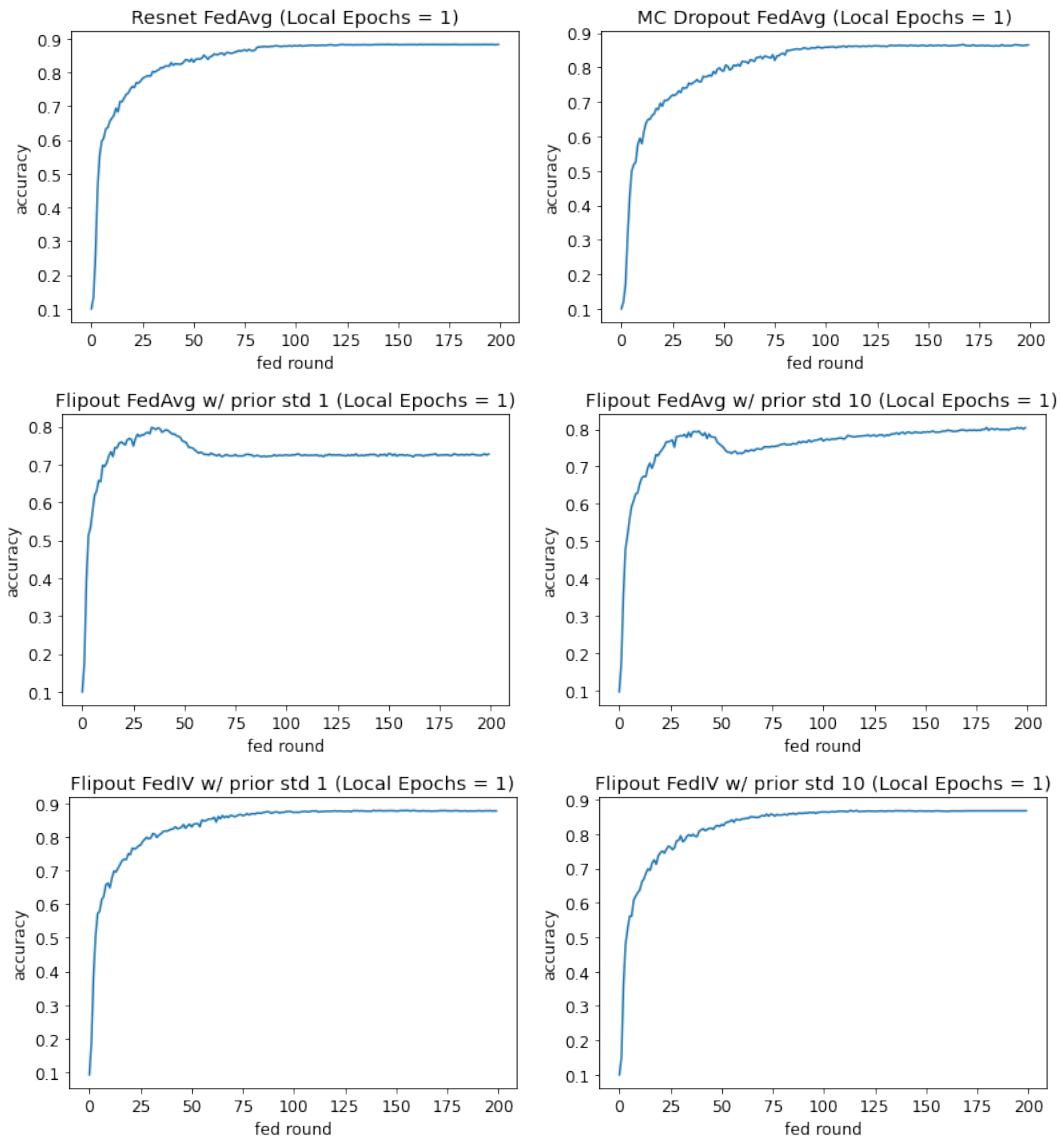 Resnet FedAvg (Local Epochs = 1)
0.9
0.8
0.7
0.6
0.5
0.4
0.3
0.2
0.1
accuracy
0 25 50 75 100 125 150 175 200
fed round
MC Dropout FedAvg (Local Epochs = 1)
0.9
0.8
0.7
0.6
0.5
0.4
0.3
0.2
0.1
accuracy
0 25 50 75 100 125 150 175 200
fed round
Flipout FedAvg w/ prior std 1 (Local Epochs = 1)
0.8
0.7
0.6
0.5
0.4
0.3
0.2
0.1
accuracy
0 25 50 75 100 125 150 175 200
fed round
Flipout FedAvg w/ prior std 10 (Local Epochs = 1)
0.8
0.7
0.6
0.5
0.4
0.3
0.2
0.1
accuracy
0 25 50 75 100 125 150 175 200
fed round
Flipout FedIV w/ prior std 1 (Local Epochs = 1)
0.9
0.8
0.7
0.6
0.5
0.4
0.3
0.2
0.1
accuracy
0 25 50 75 100 125 150 175 200
fed round
Flipout FedIV w/ prior std 10 (Local Epochs = 1)
0.9
0.8
0.7
0.6
0.5
0.4
0.3
0.2
0.1
accuracy
0 25 50 75 100 125 150 175 200
fed round